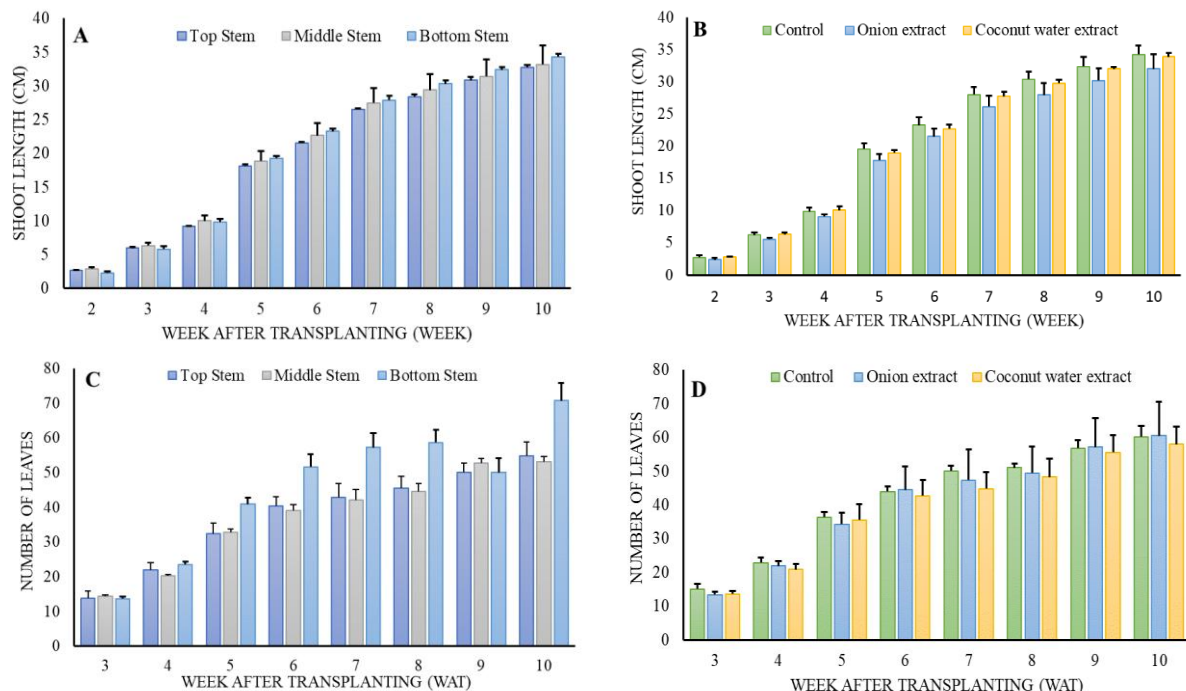 A
Top Stem Middle Stem Bottom Stem
SHOOT LENGTH (CM)
40
35
30
25
20
15
10
5
0
2 3 4 5 6 7 8 9 10
WEEK AFTER TRANSPLANTING (WEEK)
B
Control Onion extract Coconut water extract
SHOOT LENGTH (CM)
40
35
30
25
20
15
10
5
0
2 3 4 5 6 7 8 9 10
WEEK AFTER TRANSPLANTING (WEEK)
C
Top Stem Middle Stem Bottom Stem
NUMBER OF LEAVES
80
70
60
50
40
30
20
10
0
3 4 5 6 7 8 9 10
WEEK AFTER TRANSPLANTING (WAT)
D
Control Onion extract Coconut water extract
NUMBER OF LEAVES
80
70
60
50
40
30
20
10
0
3 4 5 6 7 8 9 10
WEEK AFTER TRANSPLANTING (WAT)